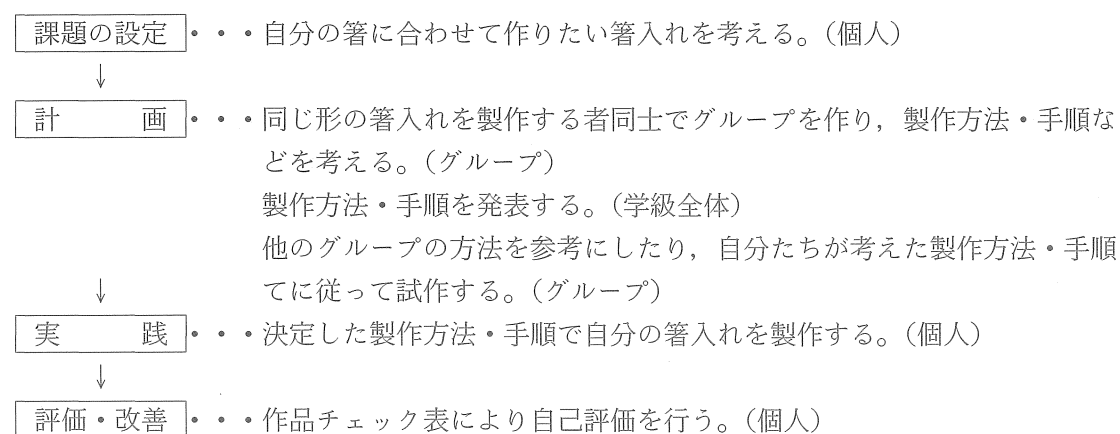 課題の設定・・・自分の箸に合わせて作りたい箸入れを考える。（個人）
↓
計　　画・・・同じ形の箸入れを製作する者同士でグループを作り，製作方法・手順な
どを考える。（グループ）
製作方法・手順を発表する。（学級全体）
他のグループの方法を参考にしたり，自分たちが考えた製作方法・手順
↓　てに従って試作する。（グループ）
実　　践・・・決定した製作方法・手順で自分の箸入れを製作する。（個人）
↓
評価・改善・・・作品チェック表により自己評価を行う。（個人）